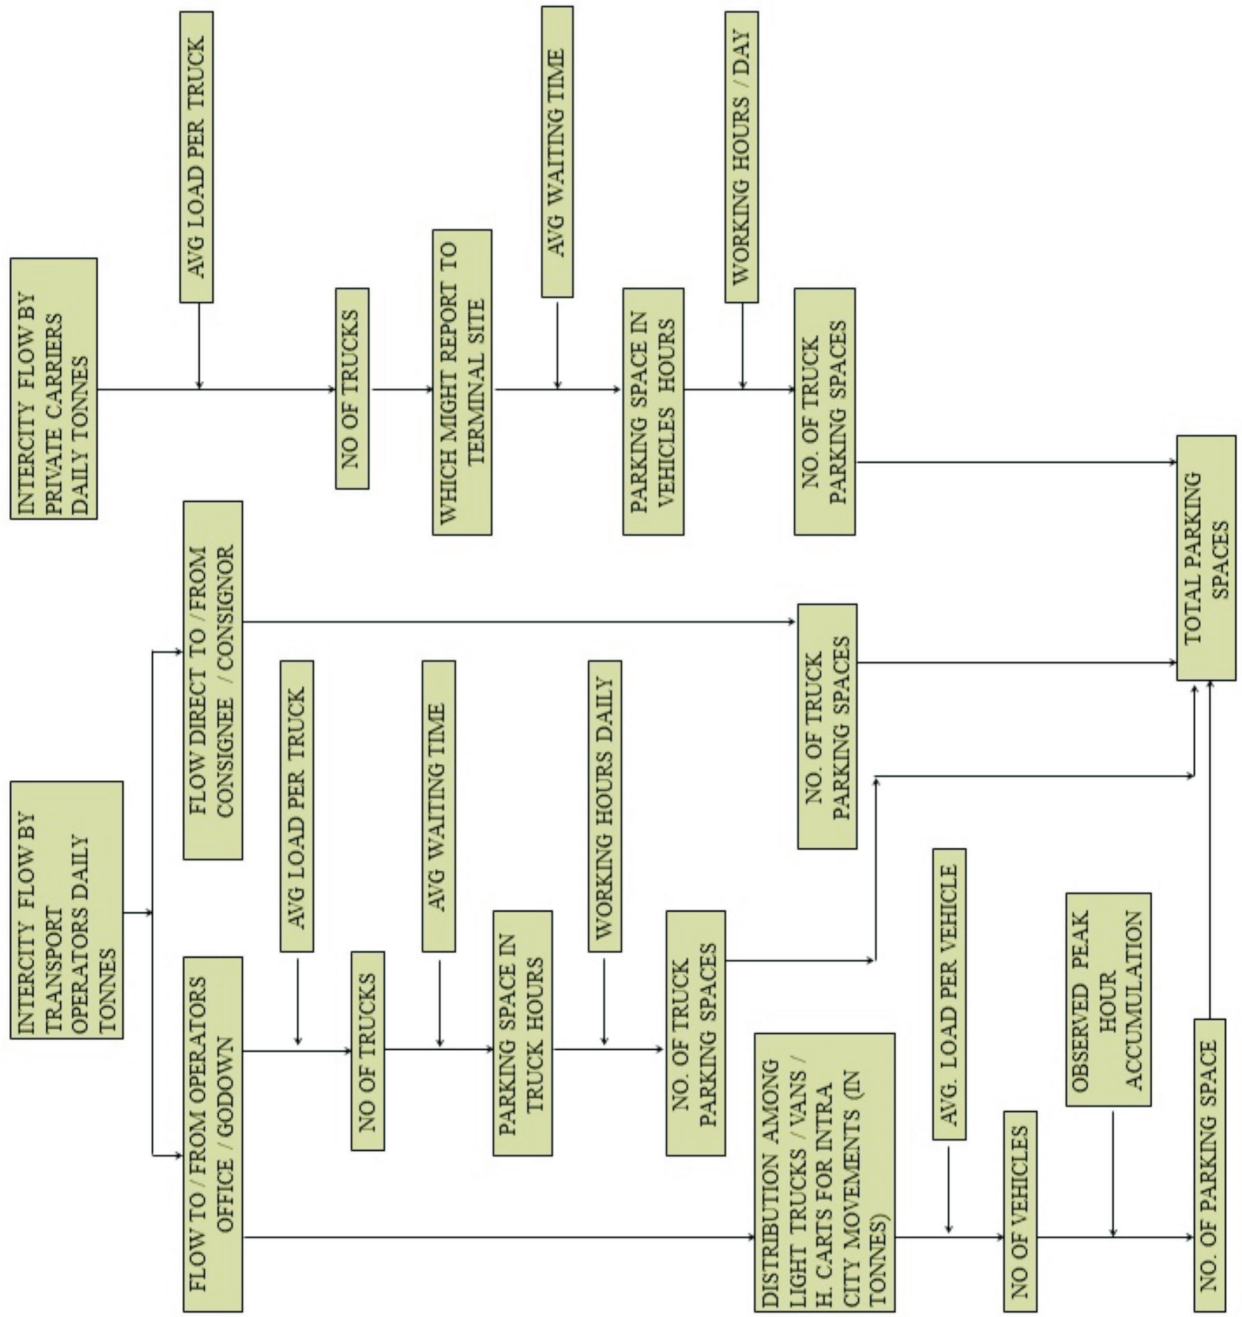 INTERCITY FLOW BY
TRANSPORT
OPERATORS DAILY
TONNES
INTERCITY FLOW BY
PRIVATE CARRIERS
DAILY TONNES
FLOW TO / FROM OPERATORS
OFFICE / GODOWN
FLOW DIRECT TO / FROM
CONSIGNEE / CONSIGNOR
AVG LOAD PER TRUCK
AVG LOAD PER TRUCK
NO OF TRUCKS
NO OF TRUCKS
AVG WAITING TIME
WHICH MIGHT REPORT TO
TERMINAL SITE
PARKING SPACE IN
TRUCK HOURS
AVG WAITING TIME
WORKING HOURS DAILY
PARKING SPACE IN
VEHICLES HOURS
NO. OF TRUCK
PARKING SPACES
WORKING HOURS / DAY
DISTRIBUTION AMONG
LIGHT TRUCKS / VANS /
H. CARTS FOR INTRA
CITY MOVEMENTS (IN
TONNES)
NO. OF TRUCK
PARKING SPACES
NO. OF TRUCK
PARKING SPACES
AVG. LOAD PER VEHICLE
NO OF VEHICLES
OBSERVED PEAK
HOUR
ACCUMULATION
NO. OF PARKING SPACE
TOTAL PARKING
SPACES